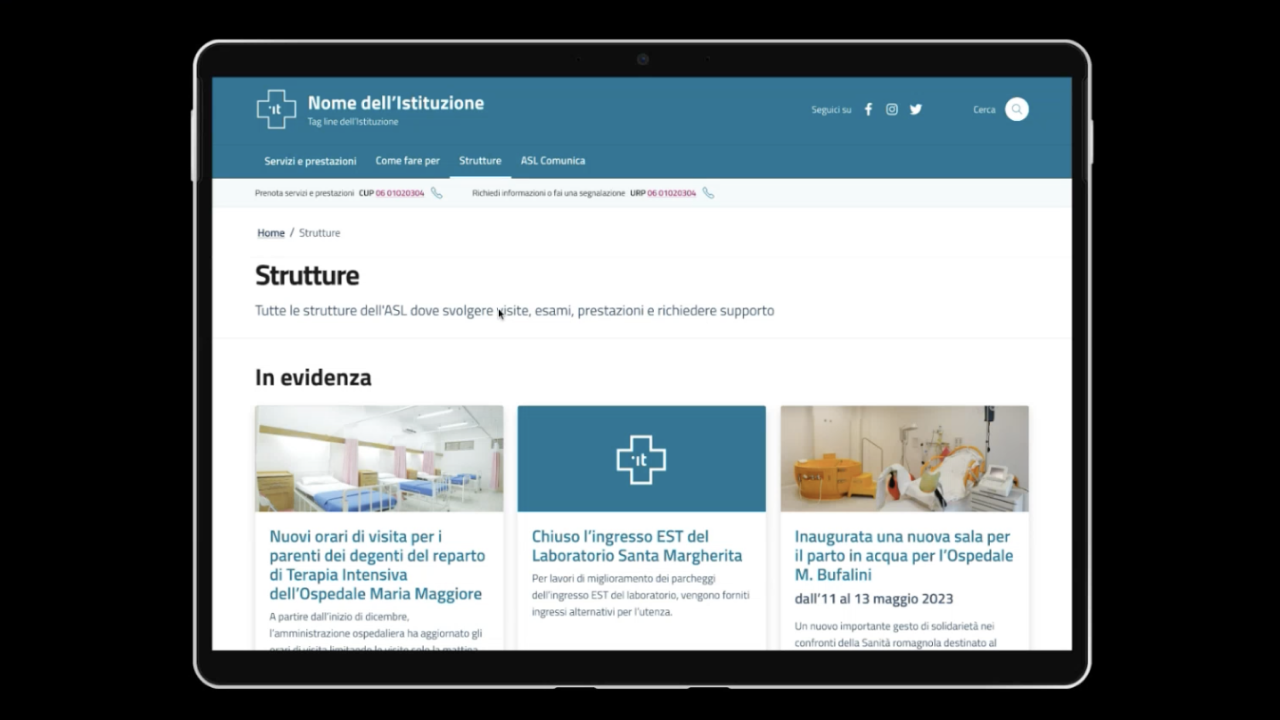 ·ıt
Nome dell'Istituzione
Tag line dell'Istituzione
Seguici su
Cerca
Servizi e prestazioni Come fare per Strutture ASL Comunica
Prenota servizi e prestazioni CUP 06 01020304 Richiedi informazioni o fai una segnalazione URP 06 01020304
Home / Strutture
Strutture
Tutte le strutture dell'ASL dove svolgere visite, esami, prestazioni e richiedere supporto
In evidenza
·ıt
Nuovi orari di visita per i
parenti dei degenti del reparto
di Terapia Intensiva
dell'Ospedale Maria Maggiore
A partire dall'inizio di dicembre,
l'amministrazione ospedaliera ha aggiornato gli
orari di visita limitando le visite solo la mattina
Chiuso l'ingresso EST del
Laboratorio Santa Margherita
Per lavori di miglioramento dei parcheggi
dell'ingresso EST del laboratorio, vengono forniti
ingressi alternativi per l'utenza.
Inaugurata una nuova sala per
il parto in acqua per l'Ospedale
M. Bufalini
dall'11 al 13 maggio 2023
Un nuovo importante gesto di solidarietà nei
confronti della Sanità romagnola destinato al